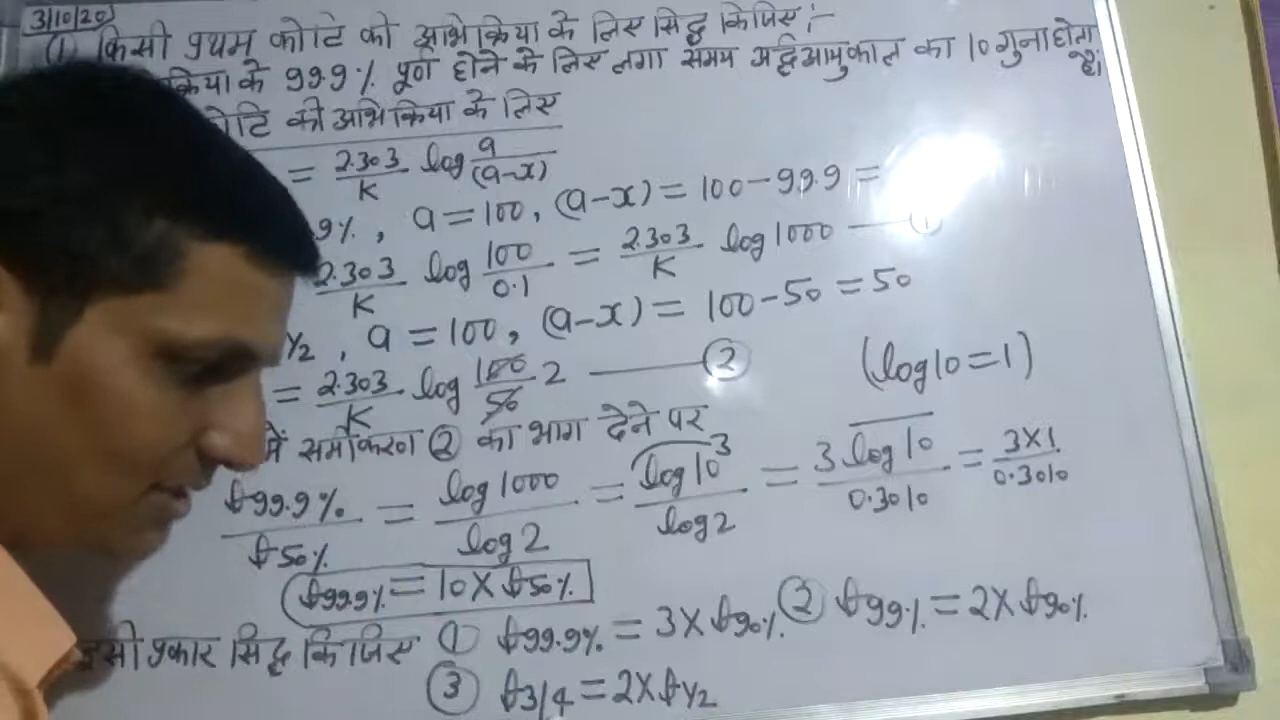 3/10/20
(1) किसी प्रथम कोटि की अभिक्रिया के लिए सिद्ध किजिए :-
क्रिया के 99.9% पूर्ण होने के लिए लगा समय अर्द्धआयुकाल का 10 गुना होता है।
कोटि की अभिक्रिया के लिए
= 2.303/K log a/(a-x)
9%, a = 100, (a-x) = 100-99.9 =
2.303/K log 100/0.1 = 2.303/K log 1000 —— (1)
1/2, a = 100, (a-x) = 100-50 = 50
= 2.303/K log 100/50 2 —— (2) (log10=1)
में समीकरण (2) का भाग देने पर
t99.9%/t50% = log 1000/log 2 = log 10³/log 2 = 3 log 10/0.3010 = 3×1/0.3010
t99.9% = 10 × t50%
इसी प्रकार सिद्ध किजिए (1) t99.9% = 3×t90% (2) t99% = 2×t90%
(3) t3/4 = 2×t1/2